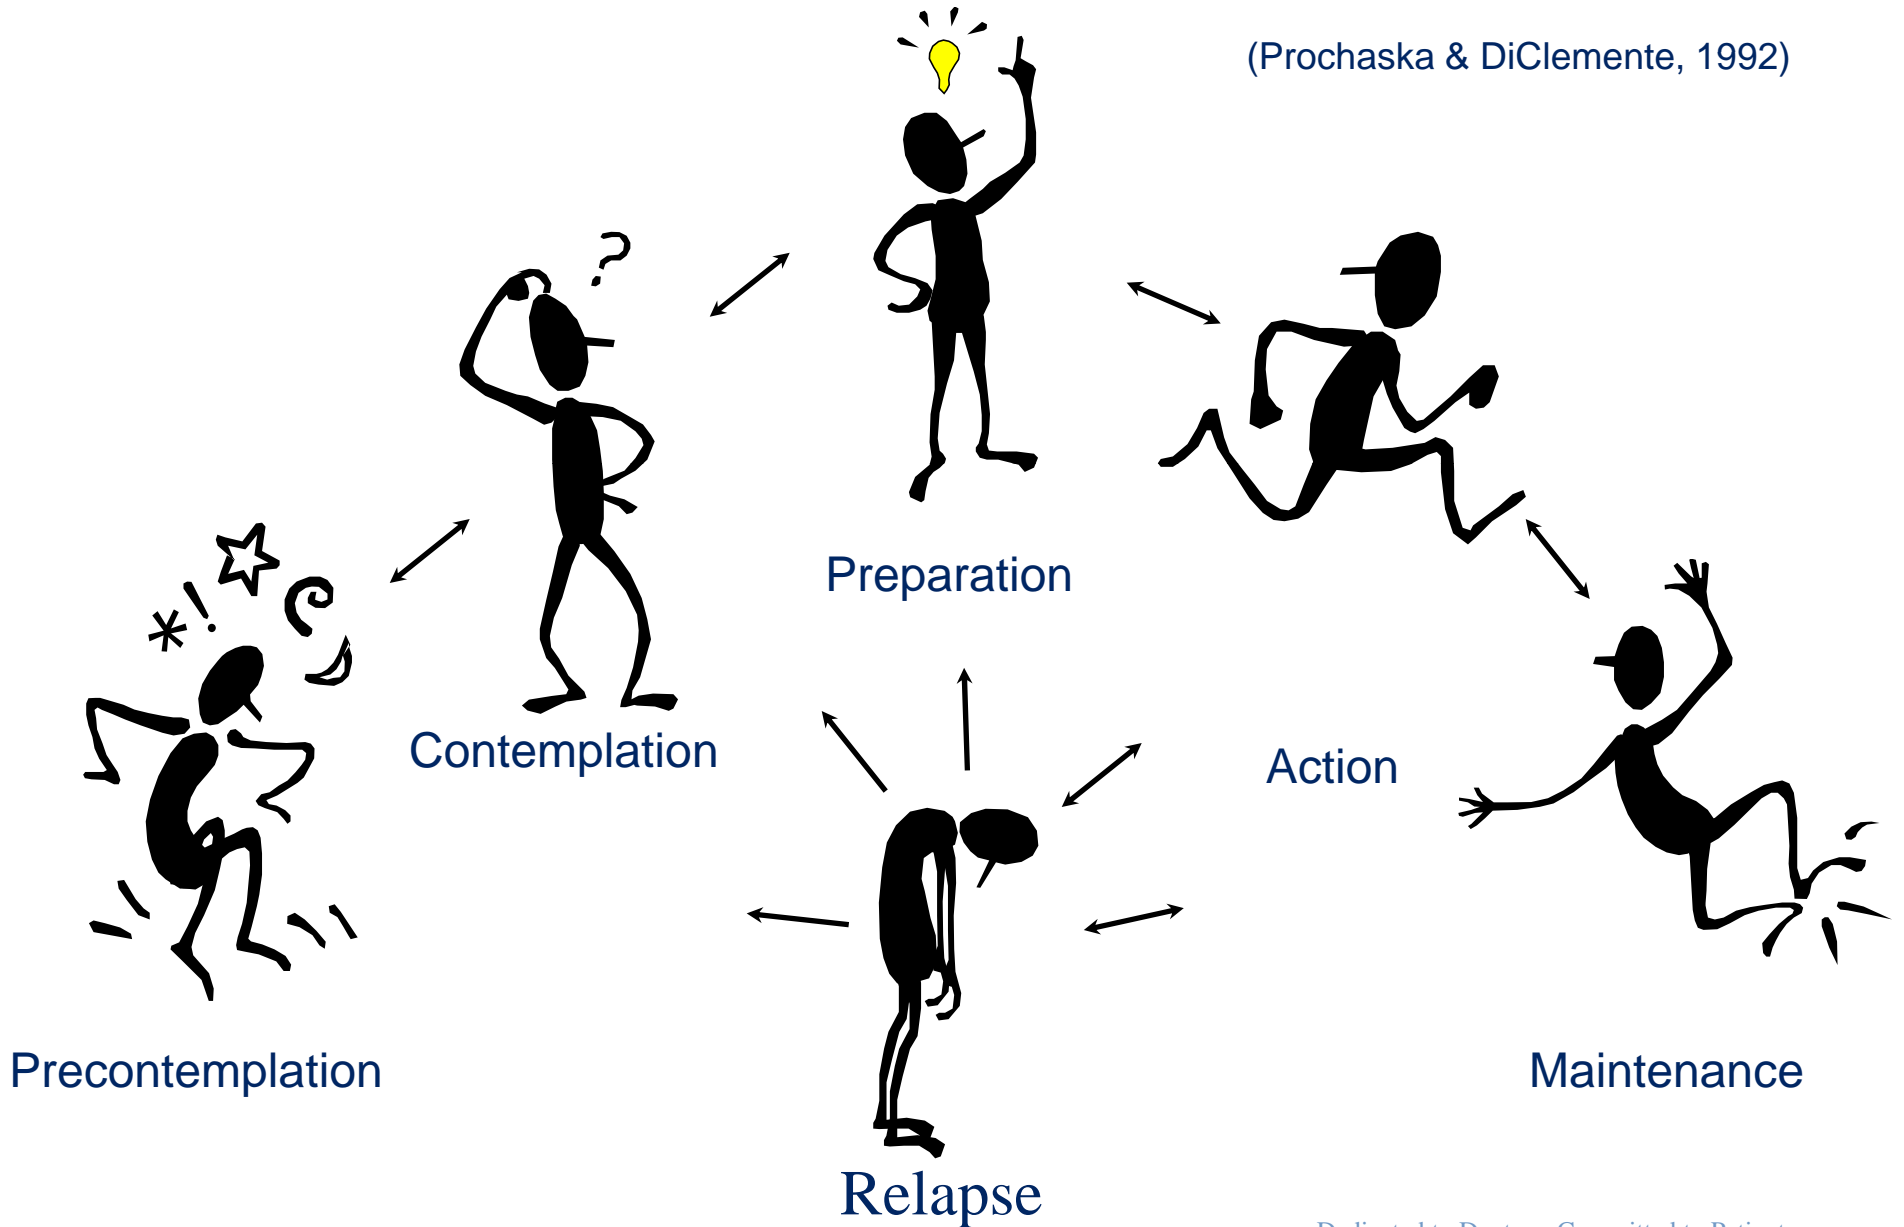 (Prochaska & DiClemente, 1992)
?
Preparation
*!
Contemplation
Action
Precontemplation
Maintenance
Relapse